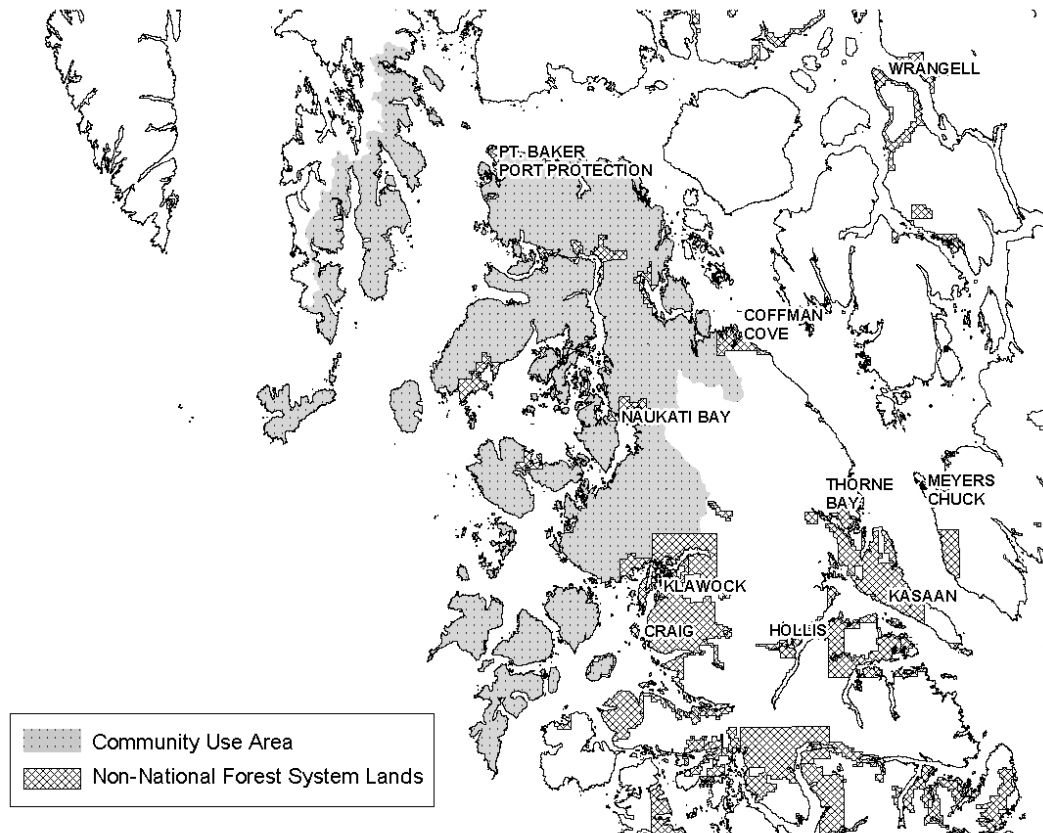 WRANGELL
PT. BAKER
PORT PROTECTION
COFFMAN
COVE
NAUKATI BAY
THORNE
BAY
MEYERS
CHUCK
KLAWOCK
KASAAN
CRAIG
HOLLIS
Community Use Area
Non-National Forest System Lands